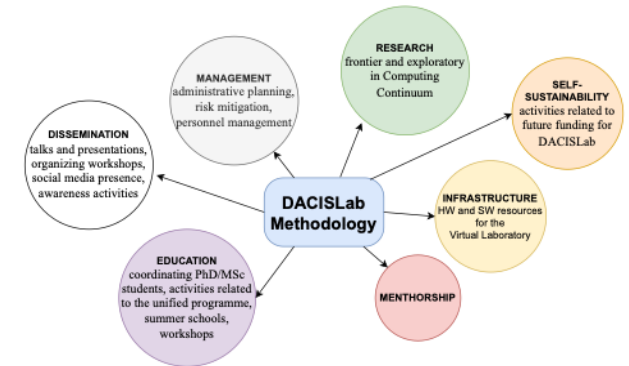 RESEARCH
frontier and exploratory
in Computing
Continuum
MANAGEMENT
administrative planning,
risk mitigation,
personnel management
SELF-
SUSTAINABILITY
activities related to
future funding for
DACISLab
DISSEMINATION
talks and presentations,
organizing workshops,
social media presence,
awareness activities
DACISLab
Methodology
INFRASTRUCTURE
HW and SW resources
for the
Virtual Laboratory
EDUCATION
coordinating PhD/MSc
students, activities related
to the unified programme,
summer schools,
workshops
MENTHORSHIP